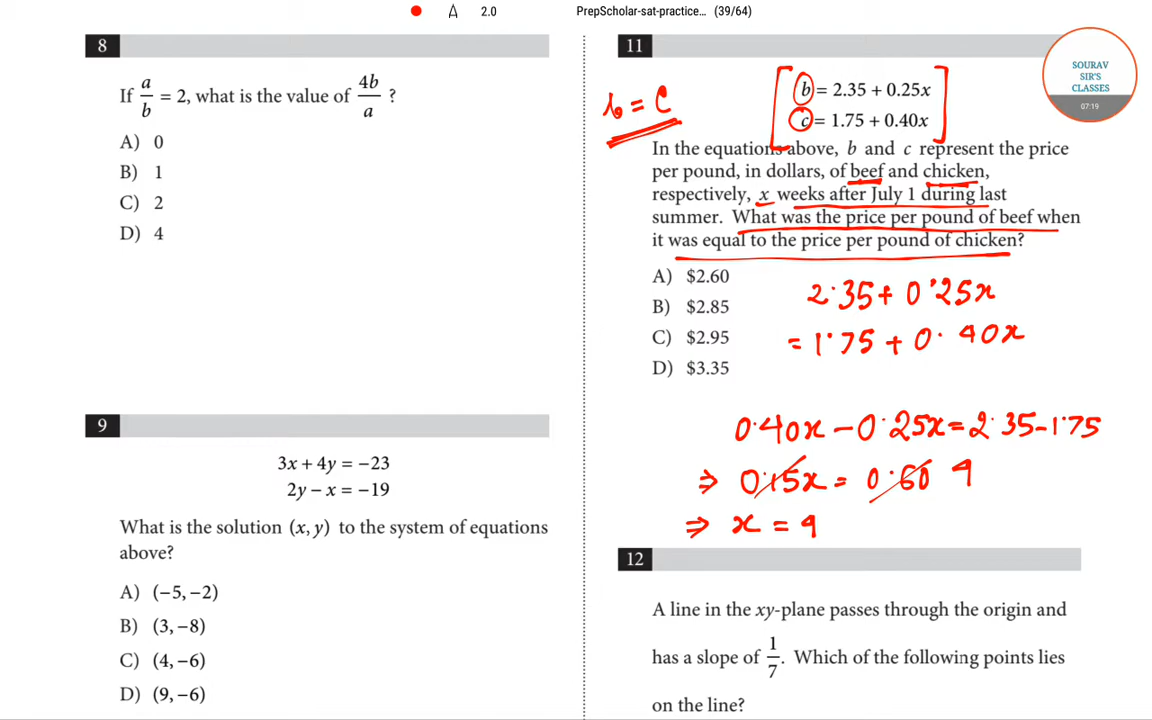 2.0
PrepScholar-sat-practice... (39/64)
8
If a/b = 2, what is the value of 4b/a ?
A) 0
B) 1
C) 2
D) 4
9
3x + 4y = −23
2y − x = −19
What is the solution (x, y) to the system of equations
above?
A) (−5, −2)
B) (3, −8)
C) (4, −6)
D) (9, −6)
11
SOURAV
SIR'S
CLASSES
07:19
b = c
b = 2.35 + 0.25x
c = 1.75 + 0.40x
In the equations above, b and c represent the price
per pound, in dollars, of beef and chicken,
respectively, x weeks after July 1 during last
summer. What was the price per pound of beef when
it was equal to the price per pound of chicken?
A) $2.60
B) $2.85
C) $2.95
D) $3.35
2.35 + 0.25x
= 1.75 + 0.40x
0.40x − 0.25x = 2.35 − 1.75
⇒ 0.15x = 0.60 4
⇒ x = 4
12
A line in the xy-plane passes through the origin and
has a slope of 1/7. Which of the following points lies
on the line?